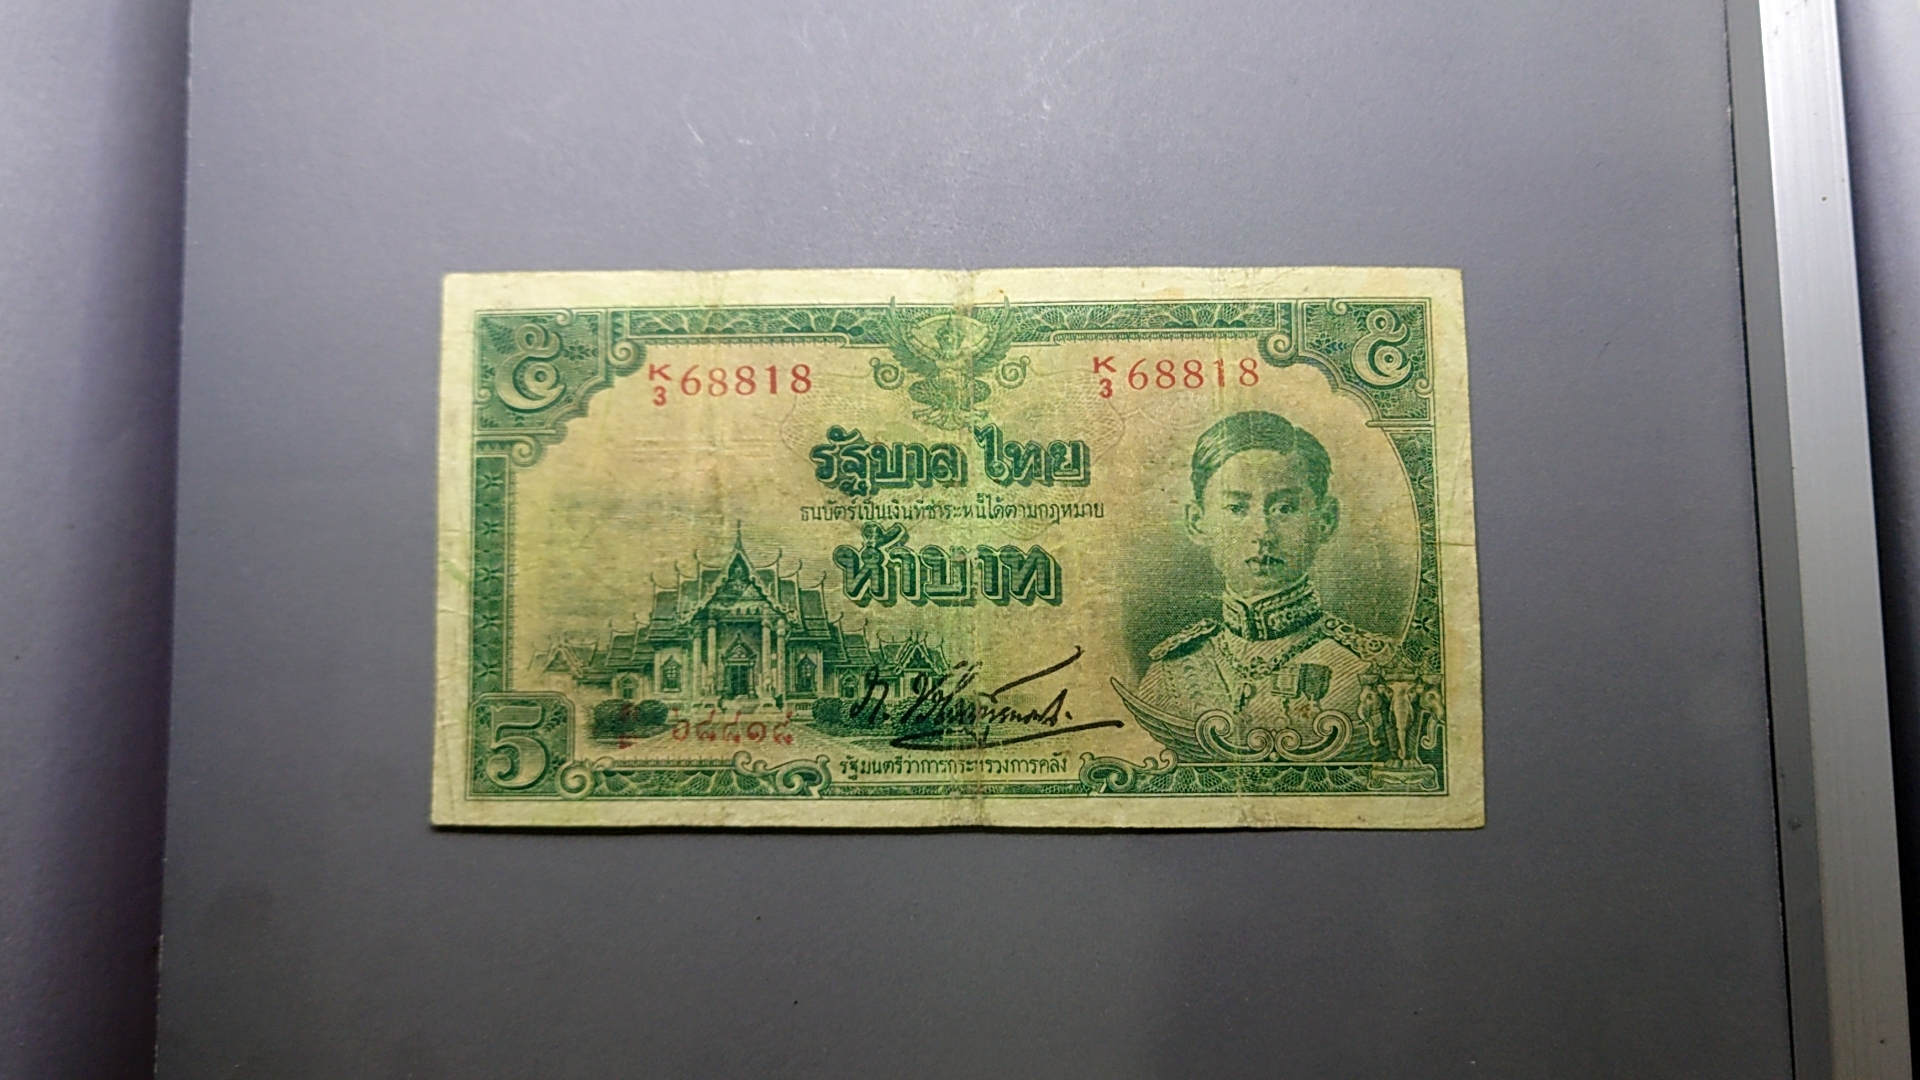 ๕ ๕
K/3 68818 K/3 68818
รัฐบาล ไทย
ธนบัตร์เป็นเงินที่ชำระหนี้ได้ตามกฎหมาย
ห้าบาท
5 ๖๘๘๑๘
รัฐมนตรีว่าการกระทรวงการคลัง